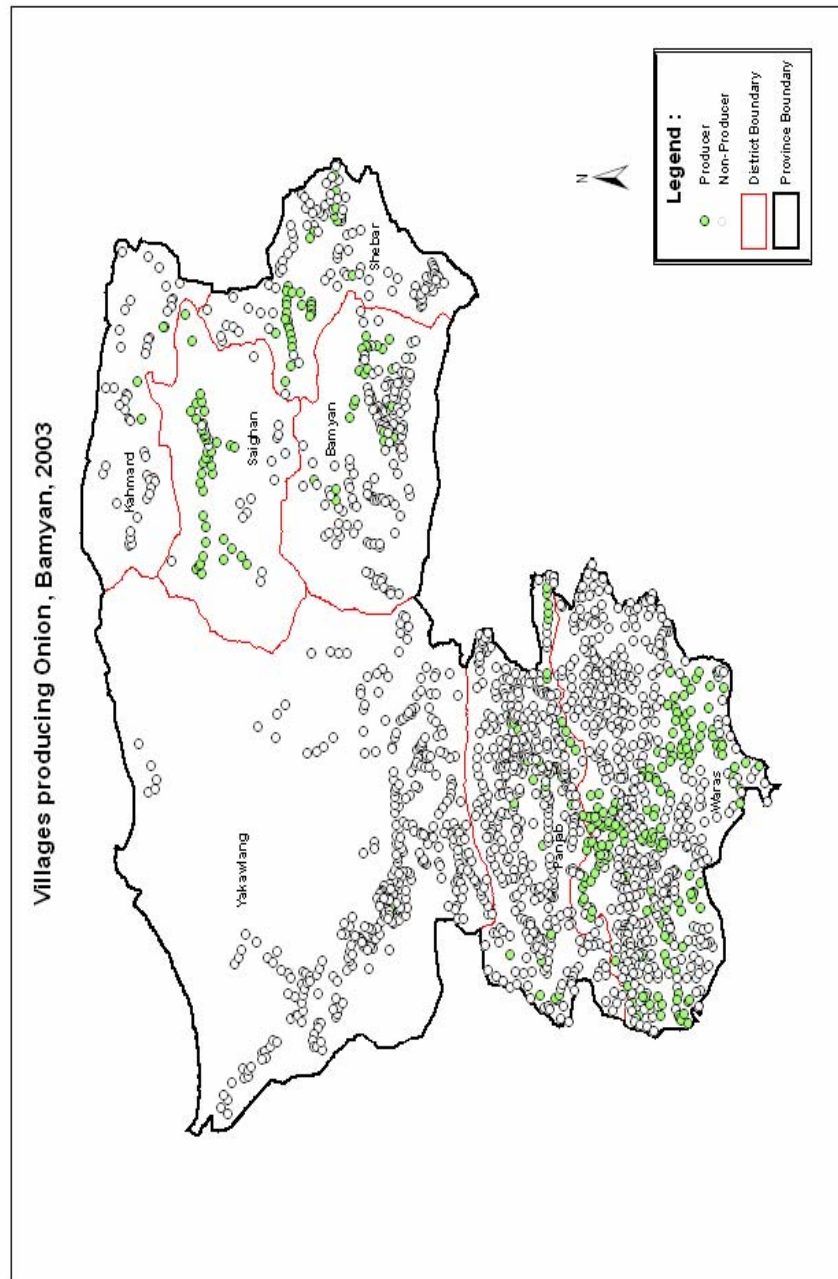 Villages producing Onion , Bamyan, 2003
Kahmard
Saighan
Shebar
Bamyan
Yakawlang
Panjab
Waras
N
Legend :
Producer
Non-Producer
District Boundary
Province Boundary